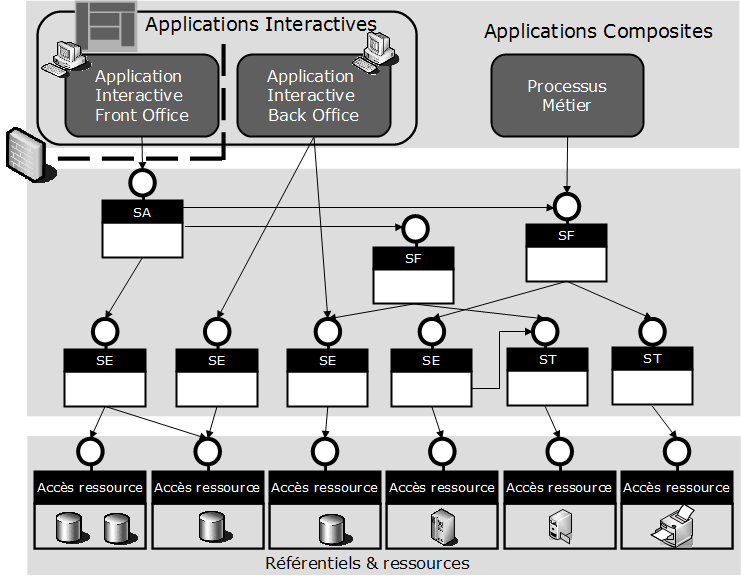 Applications Interactives
Applications Composites
Application
Interactive
Front Office
Application
Interactive
Back Office
Processus
Métier
SA
SF
SF
SE
SE
SE
SE
ST
ST
Accès ressource
Accès ressource
Accès ressource
Accès ressource
Accès ressource
Accès ressource
Référentiels & ressources